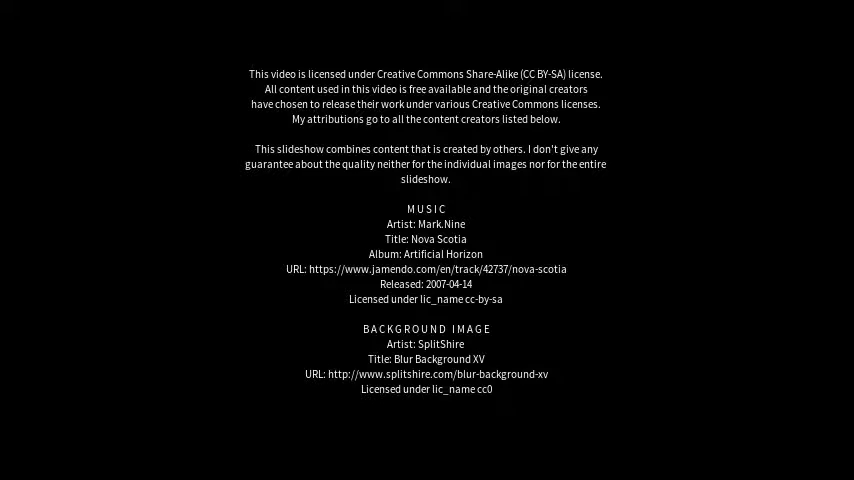 This video is licensed under Creative Commons Share-Alike (CC BY-SA) license.
All content used in this video is free available and the original creators
have chosen to release their work under various Creative Commons licenses.
My attributions go to all the content creators listed below.
This slideshow combines content that is created by others. I don't give any
guarantee about the quality neither for the individual images nor for the entire
slideshow.
MUSIC
Artist: Mark.Nine
Title: Nova Scotia
Album: Artificial Horizon
URL: https://www.jamendo.com/en/track/42737/nova-scotia
Released: 2007-04-14
Licensed under lic_name cc-by-sa
BACKGROUND IMAGE
Artist: SplitShire
Title: Blur Background XV
URL: http://www.splitshire.com/blur-background-xv
Licensed under lic_name cc0